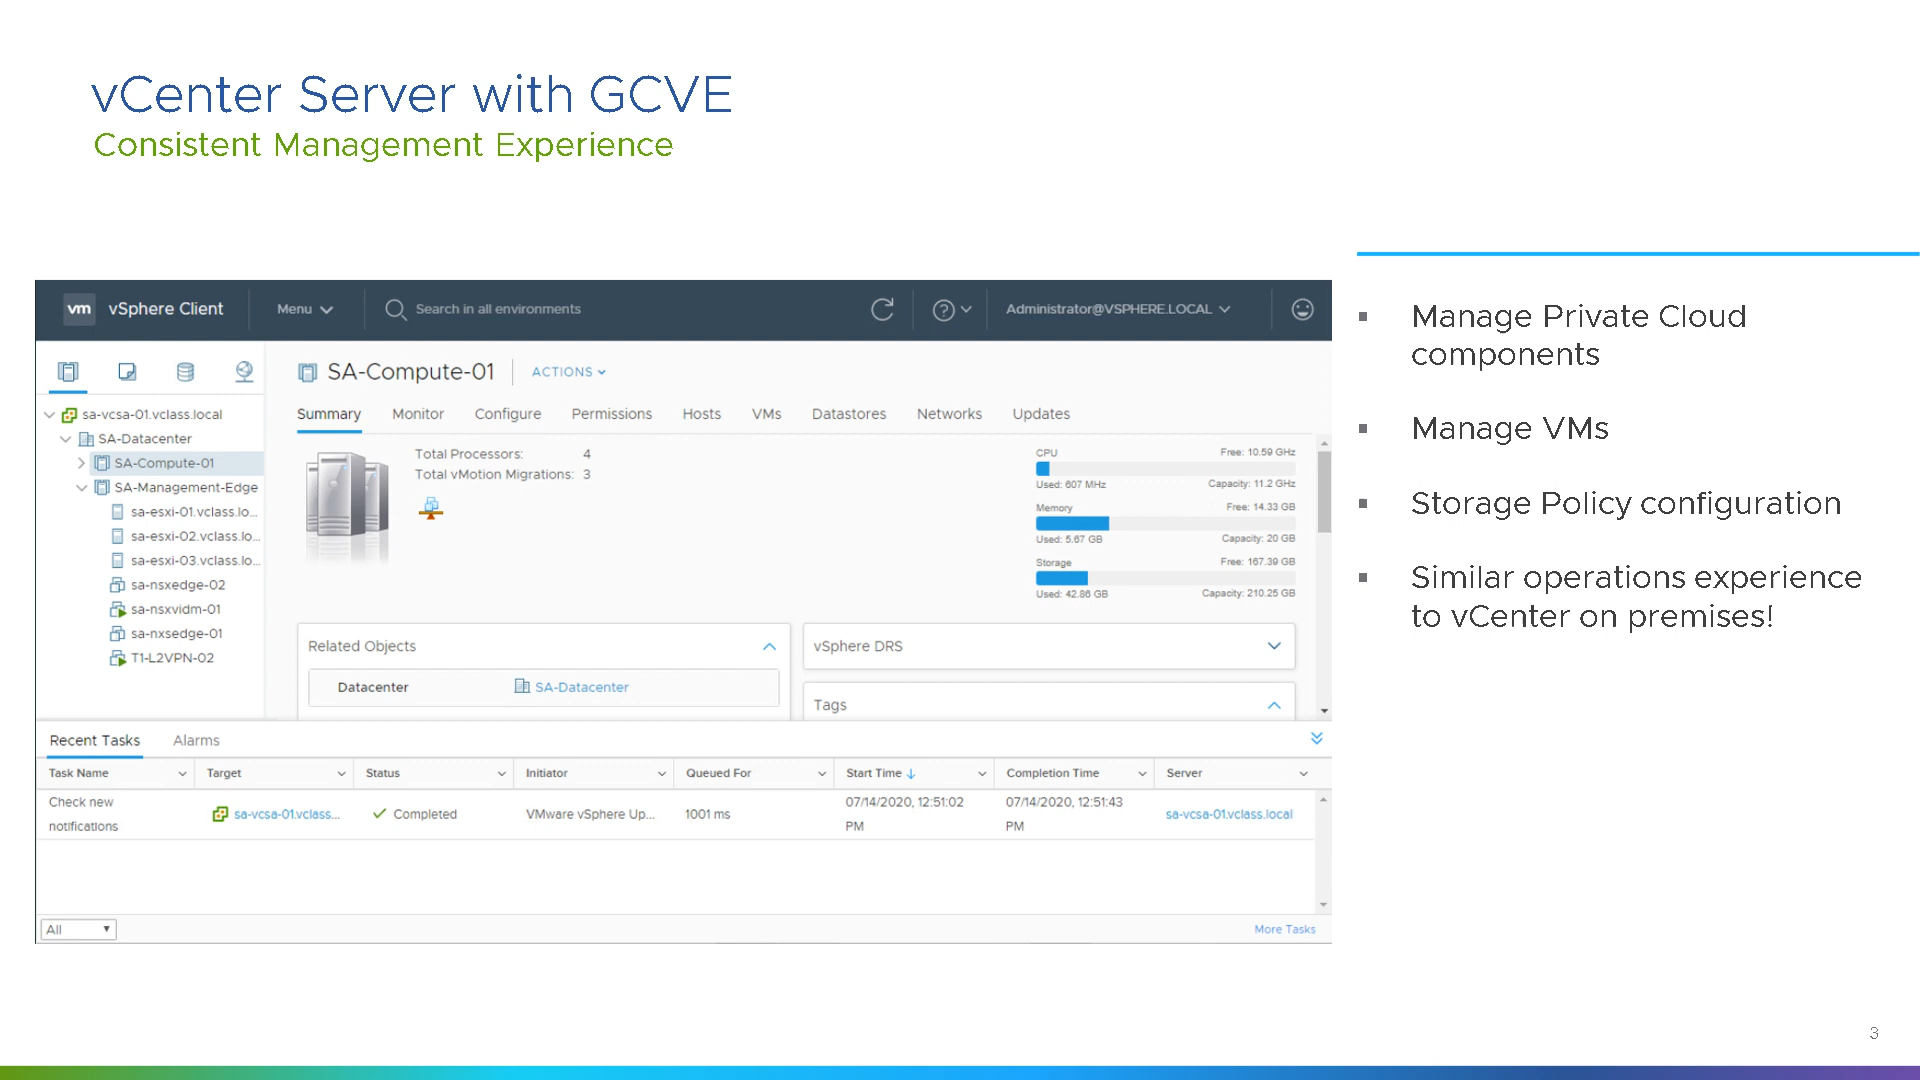 vCenter Server with GCVE
Consistent Management Experience
vm vSphere Client Menu Search in all environments Administrator@VSPHERE.LOCAL
SA-Compute-01 ACTIONS
Summary Monitor Configure Permissions Hosts VMs Datastores Networks Updates
sa-vcsa-01.vclass.local
SA-Datacenter
SA-Compute-01
SA-Management-Edge
sa-esxi-01.vclass.lo...
sa-esxi-02.vclass.lo...
sa-esxi-03.vclass.lo...
sa-nsxedge-02
sa-nsxvidm-01
sa-nxsedge-01
T1-L2VPN-02
Total Processors: 4
Total vMotion Migrations: 3
CPU Free: 10.59 GHz
Used: 607 MHz Capacity: 11.2 GHz
Memory Free: 14.33 GB
Used: 5.67 GB Capacity: 20 GB
Storage Free: 167.39 GB
Used: 42.86 GB Capacity: 210.25 GB
Related Objects
Datacenter SA-Datacenter
vSphere DRS
Tags
Recent Tasks Alarms
Task Name Target Status Initiator Queued For Start Time Completion Time Server
Check new notifications sa-vcsa-01.vclass... Completed VMware vSphere Up... 1001 ms 07/14/2020, 12:51:02 PM 07/14/2020, 12:51:43 PM sa-vcsa-01.vclass.local
All More Tasks
▪ Manage Private Cloud
components
▪ Manage VMs
▪ Storage Policy configuration
▪ Similar operations experience
to vCenter on premises!
3